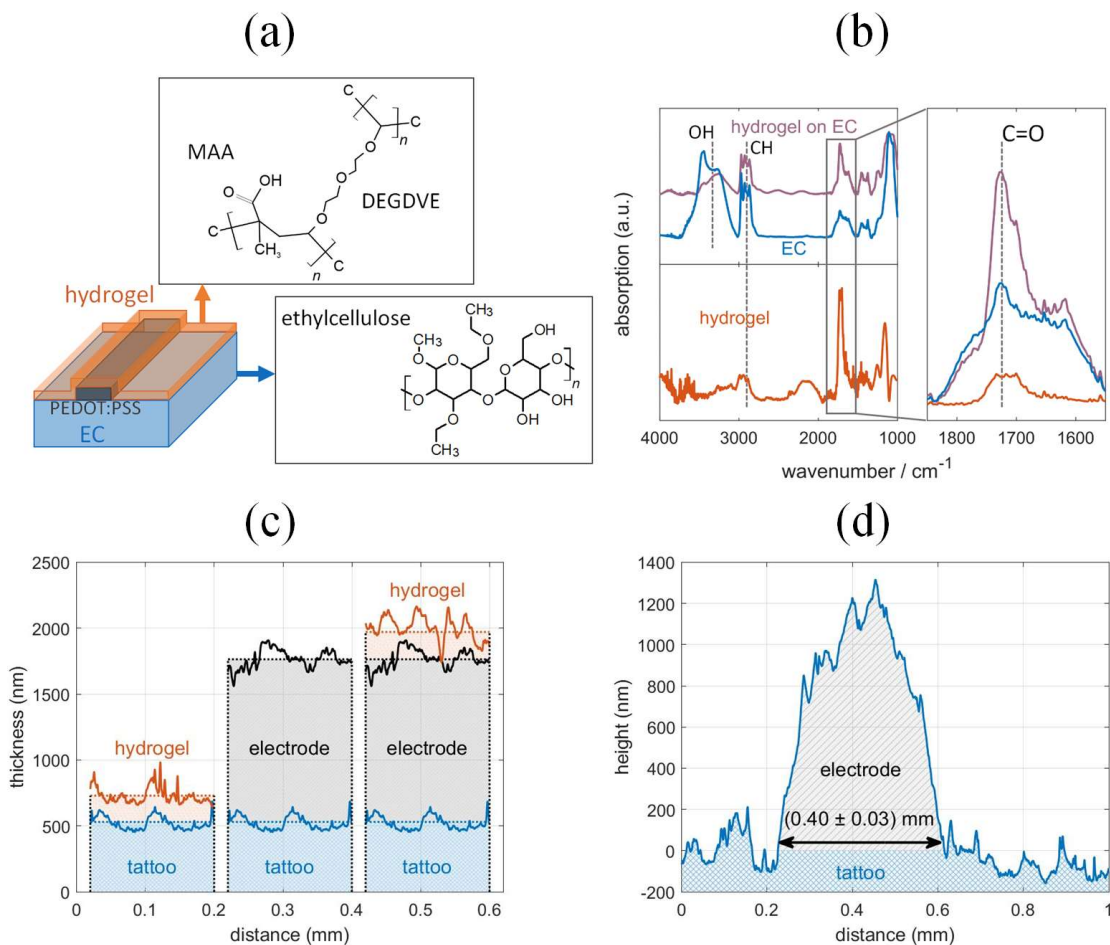 (a)
C
C
n
O
MAA
O
OH
O
DEGDVE
O
O
C
CH3
n
C
hydrogel
PEDOT:PSS
EC
ethylcellulose
CH3
O
CH3
O
O
O
O
O
CH3
OH
O
O
OH
OH
n
(b)
OH
hydrogel on EC
CH
EC
hydrogel
C=O
absorption (a.u.)
4000 3000 2000 1000
1800 1700 1600
wavenumber / cm-1
(c)
2500
2000
1500
1000
500
0
thickness (nm)
hydrogel
hydrogel
electrode
electrode
tattoo
tattoo
tattoo
0 0.1 0.2 0.3 0.4 0.5 0.6
distance (mm)
(d)
1400
1200
1000
800
600
400
200
0
-200
height (nm)
electrode
(0.40 ± 0.03) mm
tattoo
0 0.2 0.4 0.6 0.8 1
distance (mm)